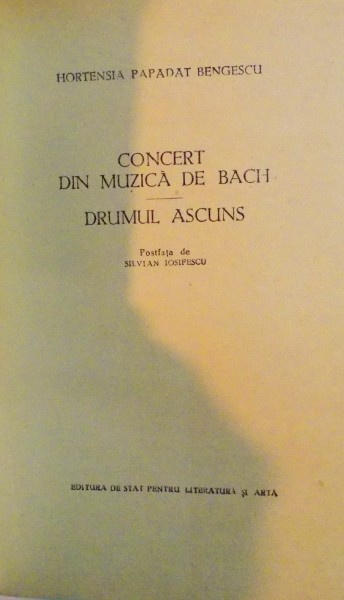 HORTENSIA PAPADAT BENGESCU
CONCERT
DIN MUZICĂ DE BACH
DRUMUL ASCUNS
Postfața de
SILVIAN IOSIFESCU
EDITURA DE STAT PENTRU LITERATURĂ ȘI ARTĂ